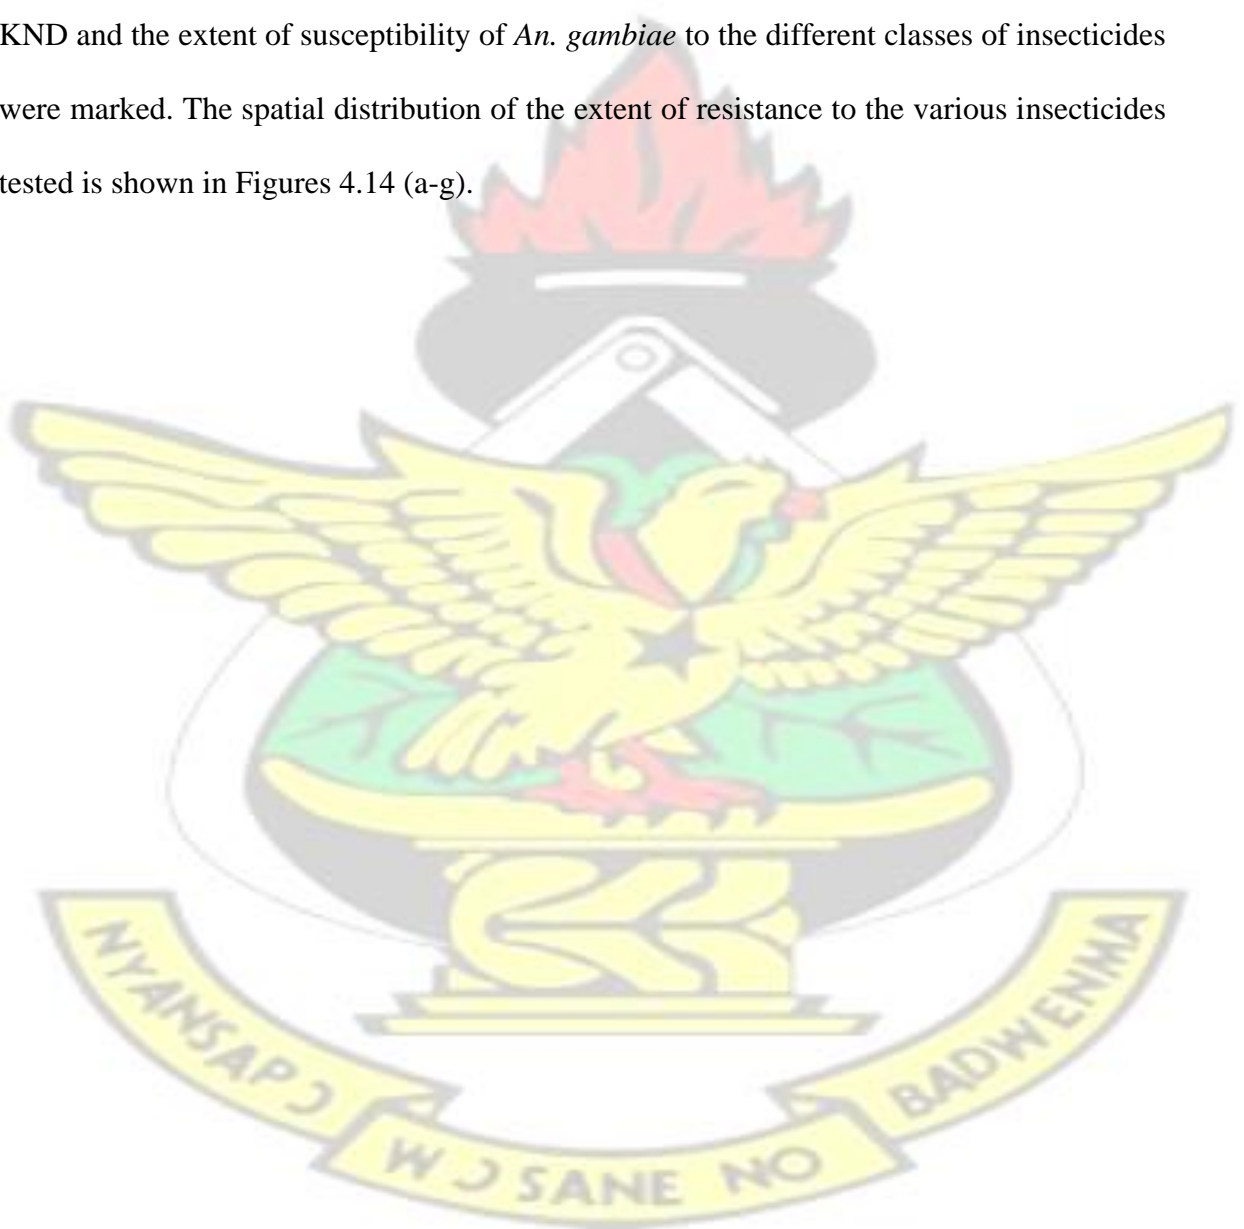 KND and the extent of susceptibility of An. gambiae to the different classes of insecticides
were marked. The spatial distribution of the extent of resistance to the various insecticides
tested is shown in Figures 4.14 (a-g).
NYANSAPƆ
WƆ SANE NO
BADWENMA